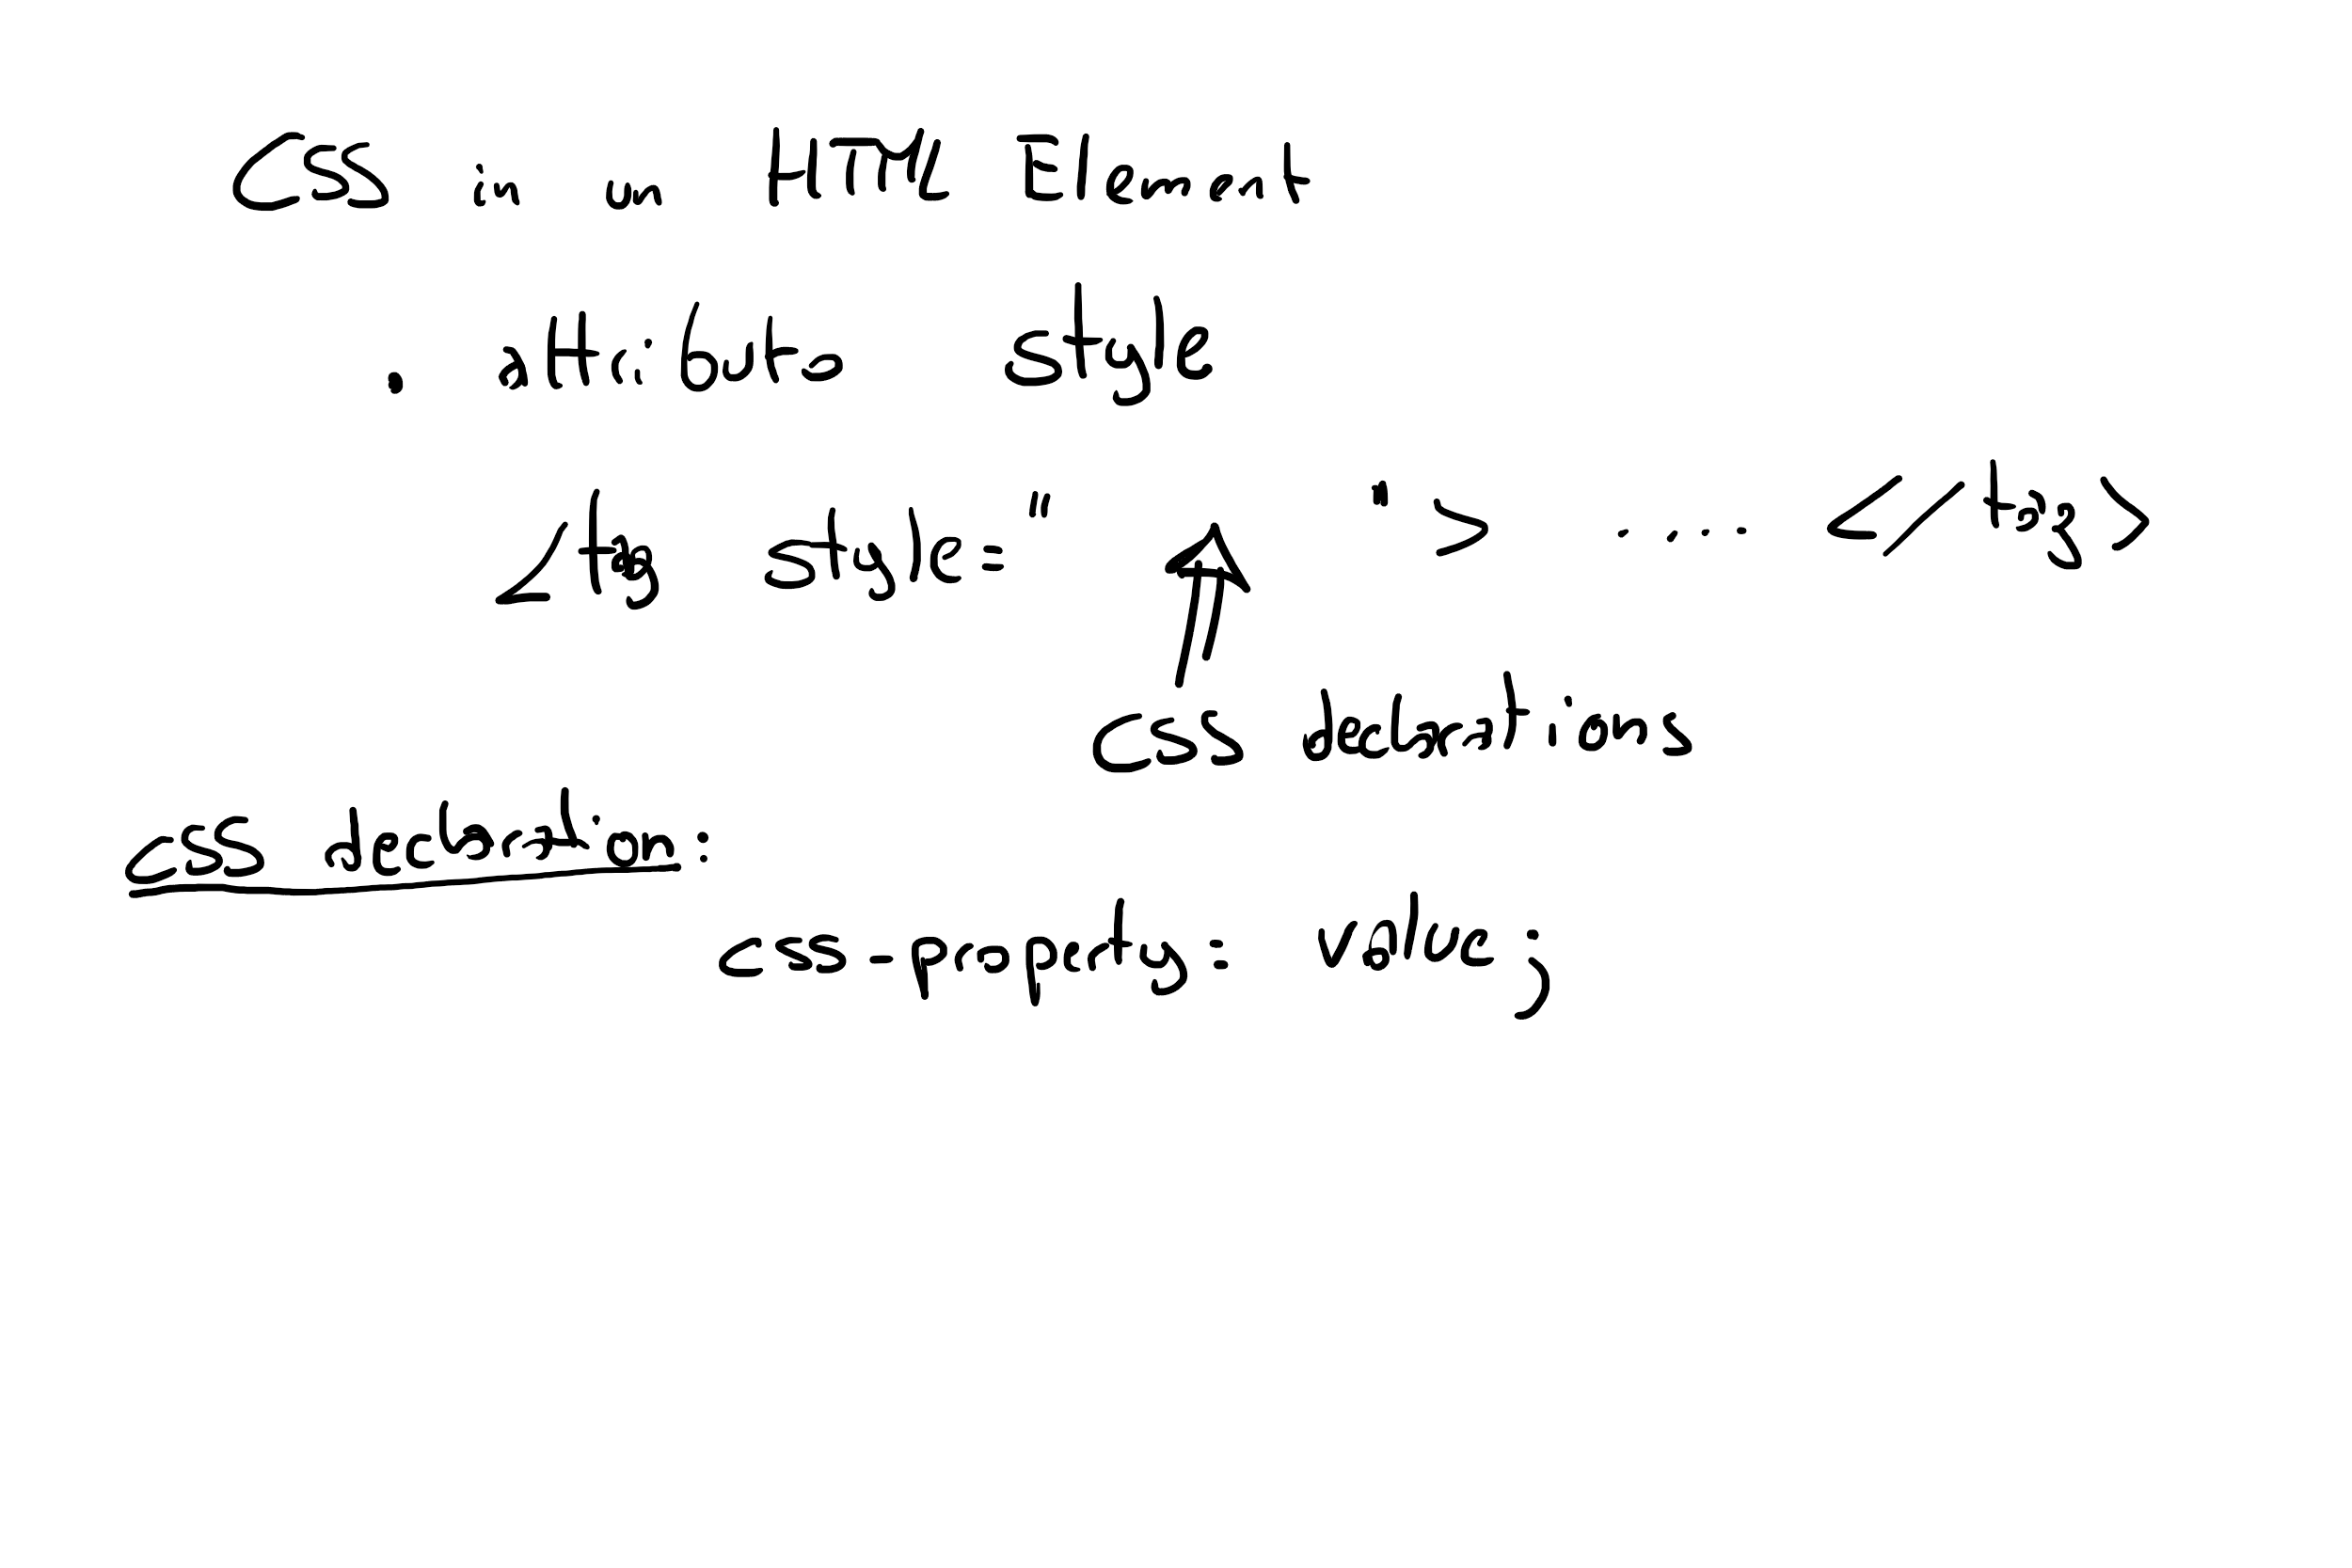 CSS in un HTML Element
• attributo style
<tag style=" "> .... </tag>
CSS declarations
CSS declaration:
css-property: value;